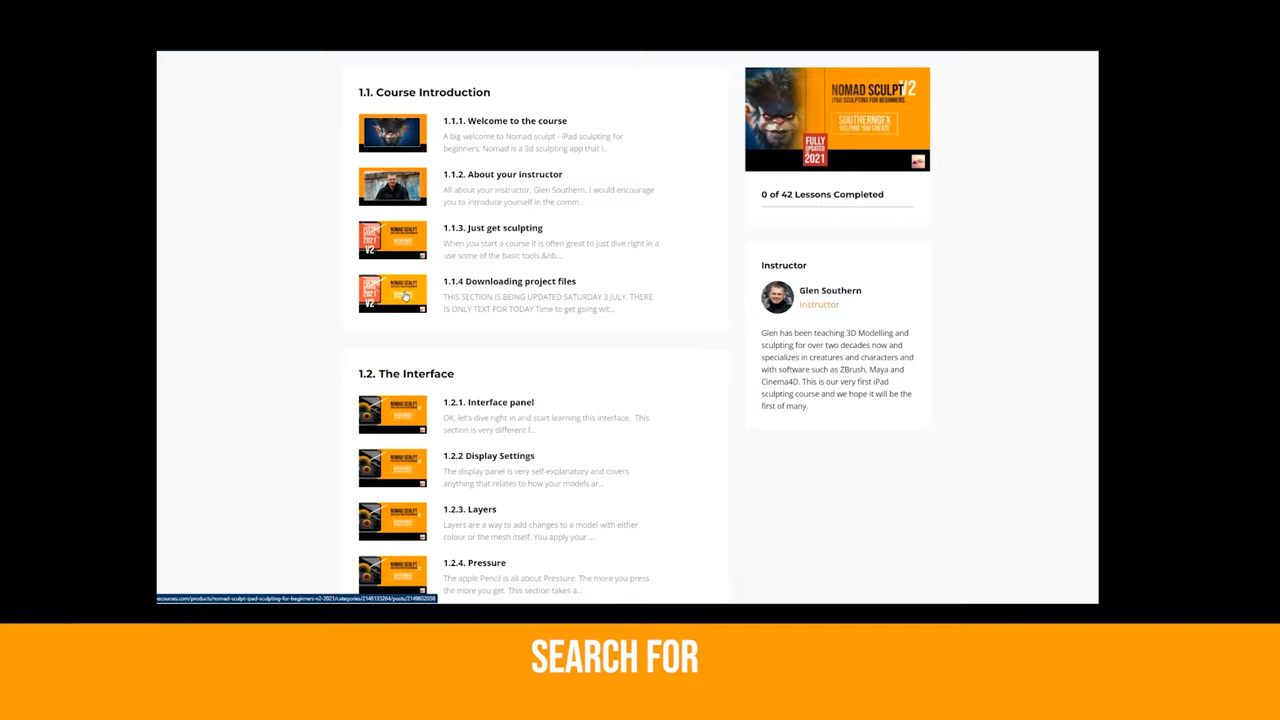 1.1. Course Introduction
1.1.1. Welcome to the course
A big welcome to Nomad sculpt - iPad sculpting for
beginners, Nomad is a 3d sculpting app that i..
1.1.2. About your instructor
All about your instructor, Glen Southern, I would encourage
you to introduce yourself in the comm...
1.1.3. Just get sculpting
When you start a course it is often great to just dive right in a
use some of the basic tools.&nb...
1.1.4 Downloading project files
THIS SECTION IS BEING UPDATED SATURDAY 3 JULY. THERE
IS ONLY TEXT FOR TODAY Time to get going wit...
1.2. The Interface
1.2.1. Interface panel
OK, let's dive right in and start learning this interface. This
section is very different f...
1.2.2 Display Settings
The display panel is very self-explanatory and covers
anything that relates to how your models ar...
1.2.3. Layers
Layers are a way to add changes to a model with either
colour or the mesh itself. You apply your ...
1.2.4. Pressure
The apple Pencil is all about Pressure. The more you press
the more you get. This section takes a...
NOMAD SCULPT V2
IPAD SCULPTING FOR BEGINNERS
SOUTHERNGFX
HELPING YOU CREATE
FULLY
UPDATED
2021
0 of 42 Lessons Completed
Instructor
Glen Southern
Instructor
Glen has been teaching 3D Modelling and
sculpting for over two decades now and
specializes in creatures and characters and
with software such as ZBrush, Maya and
Cinema4D. This is our very first iPad
sculpting course and we hope it will be the
first of many.
SEARCH FOR